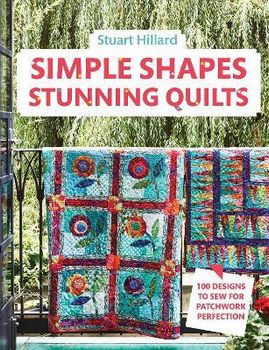 Stuart Hillard
SIMPLE SHAPES
STUNNING QUILTS
100 DESIGNS
TO SEW FOR
PATCHWORK
PERFECTION